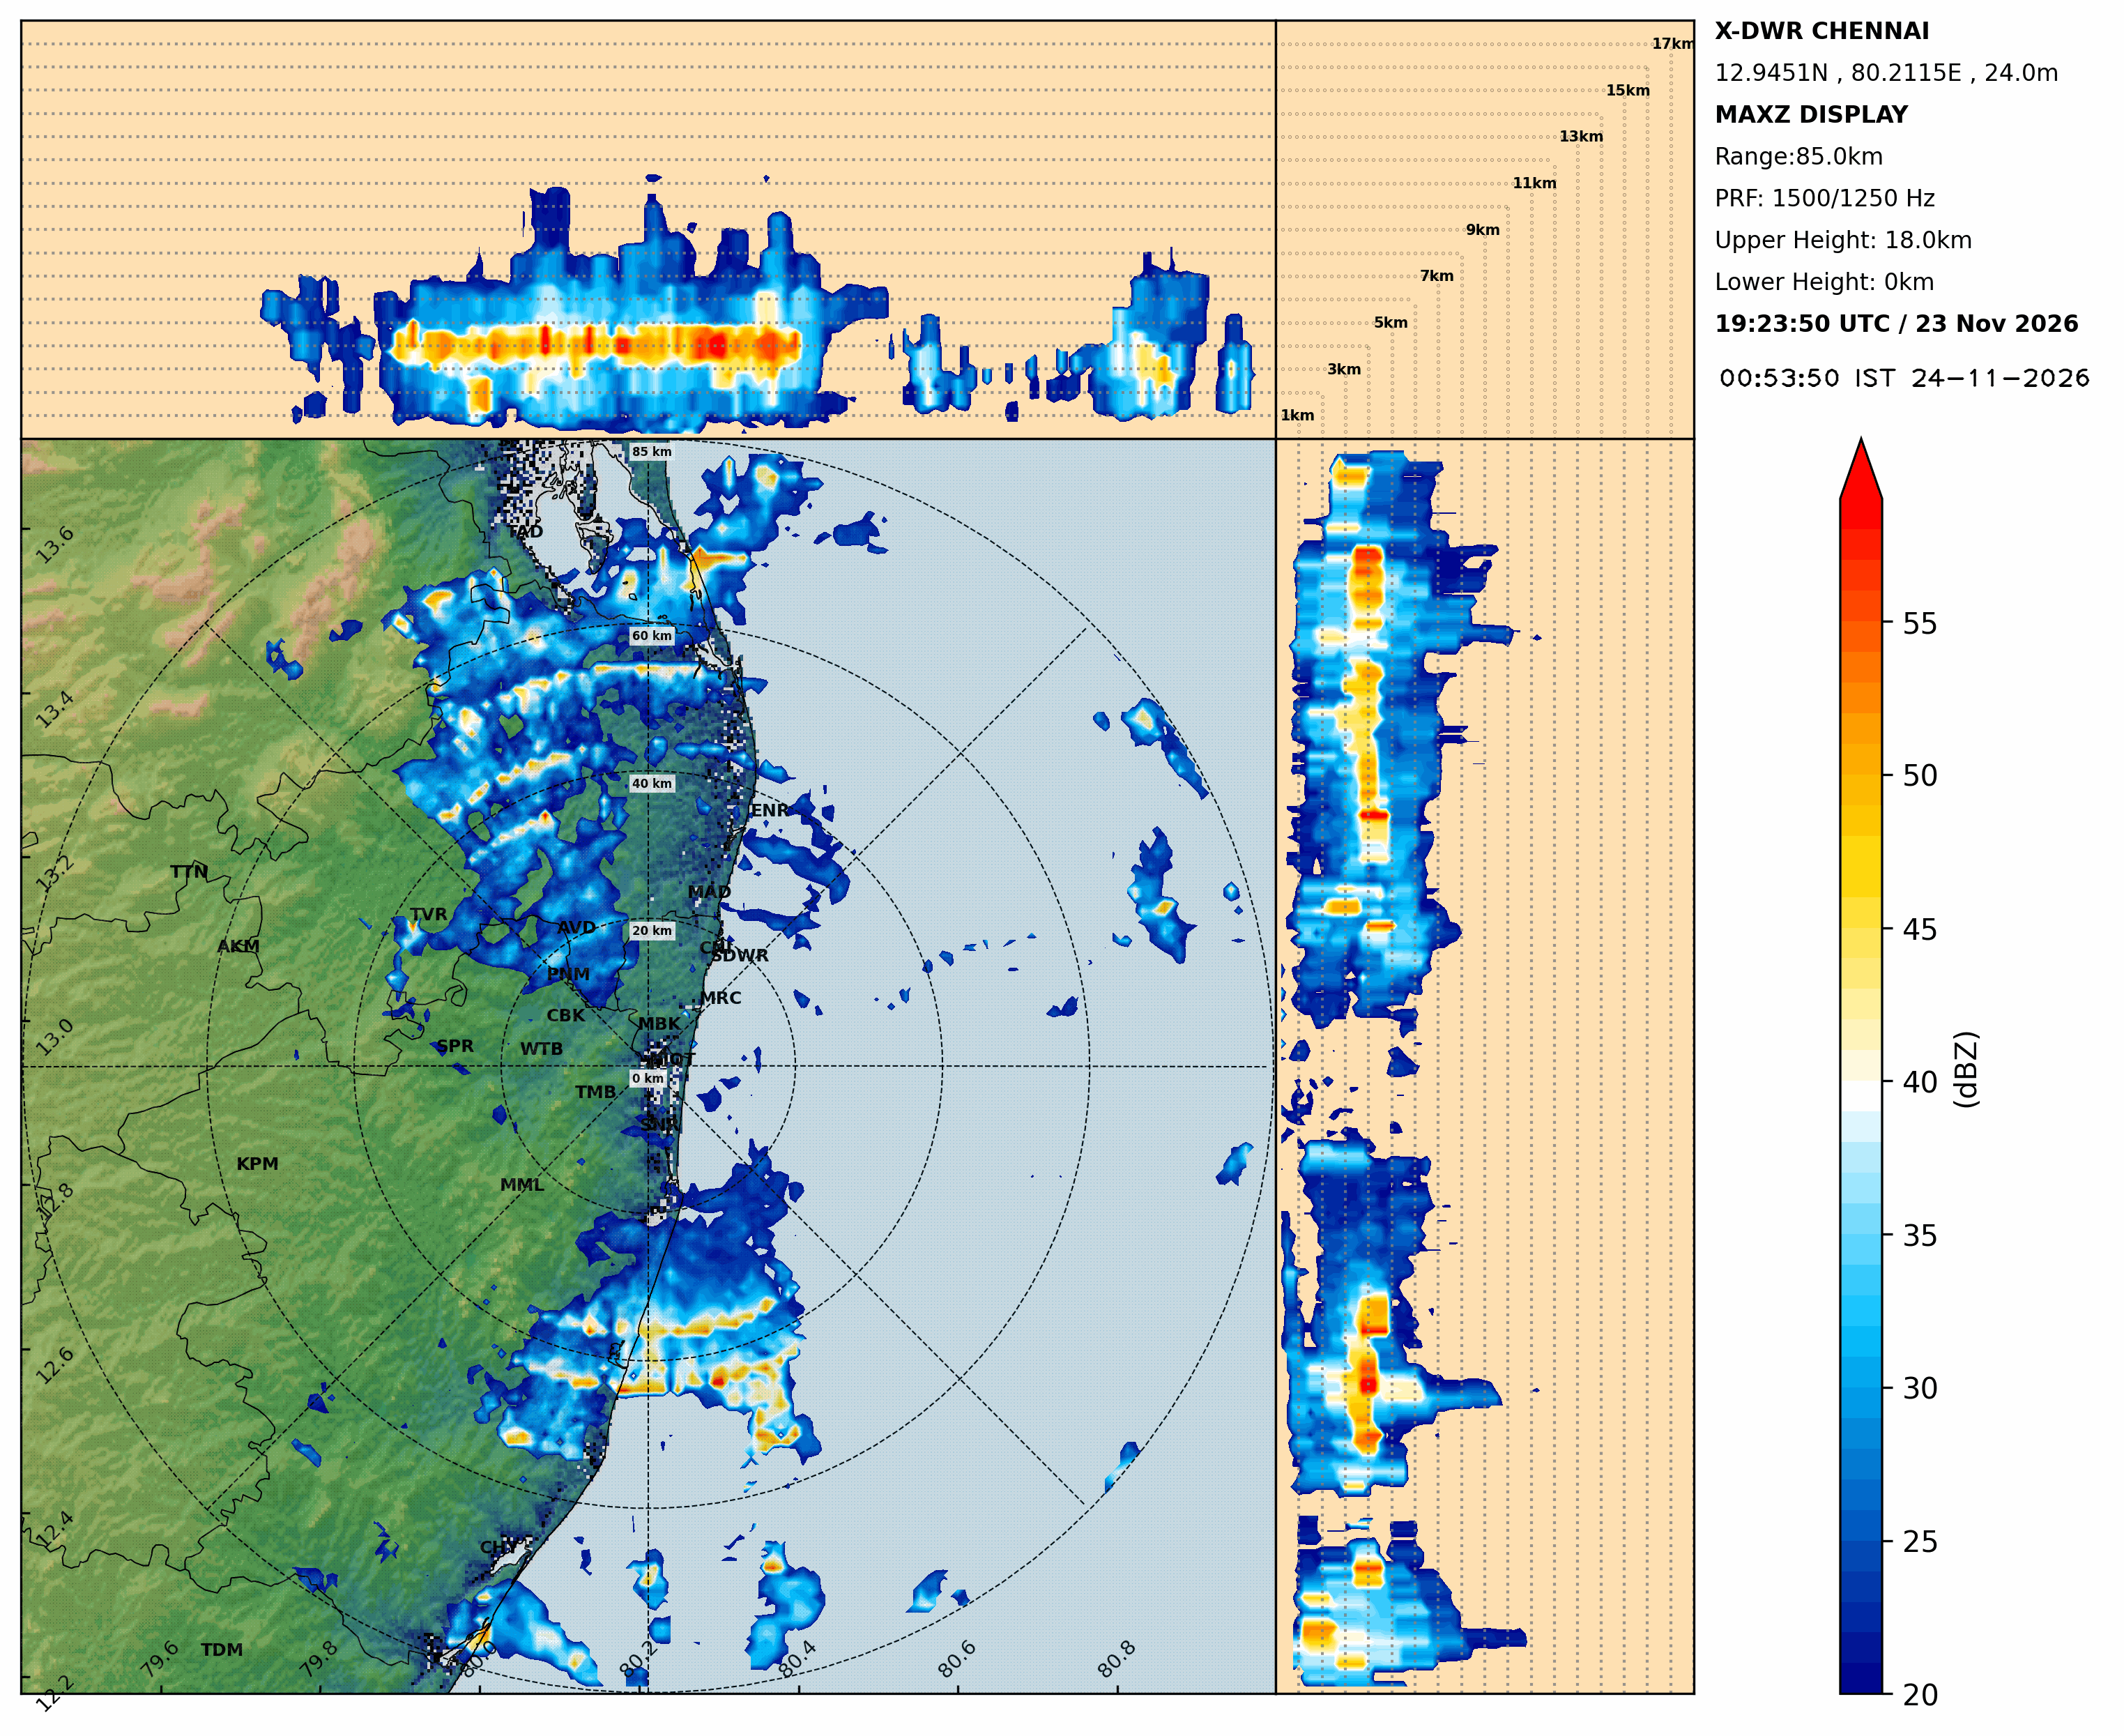 X-DWR CHENNAI
12.9451N , 80.2115E , 24.0m
MAXZ DISPLAY
Range:85.0km
PRF: 1500/1250 Hz
Upper Height: 18.0km
Lower Height: 0km
19:23:50 UTC / 23 Nov 2026
00:53:50 IST 24-11-2026
17km
15km
13km
11km
9km
7km
5km
3km
1km
85 km
60 km
40 km
20 km
0 km
TAD
ENR
TTN
MAD
TVR
AVD
AKM
SDWR
PNM
MRC
CBK
MBK
SPR
WTB
TMB
SNR
KPM
MML
CHY
TDM
13.6
13.4
13.2
13.0
12.8
12.6
12.4
12.2
79.6
79.8
80.0
80.2
80.4
80.6
80.8
55
50
45
40
35
30
25
20
(dBZ)